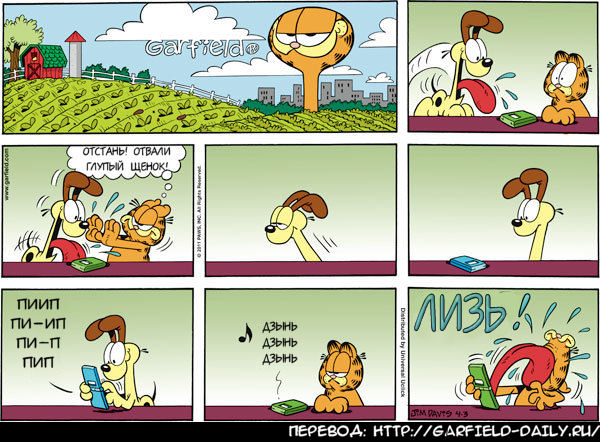 Garfield®
www.garfield.com
ОТСТАНЬ! ОТВАЛИ
ГЛУПЫЙ ЩЕНОК!
© 2011 PAWS, INC. All Rights Reserved.
ПИИП
ПИ-ИП
ПИ-П
ПИП
ДЗЫНЬ
ДЗЫНЬ
ДЗЫНЬ
Distributed by Universal Uclick
ЛИЗЬ!
JIM DAVIS 4-3
ПЕРЕВОД: HTTP://GARFIELD-DAILY.RU/